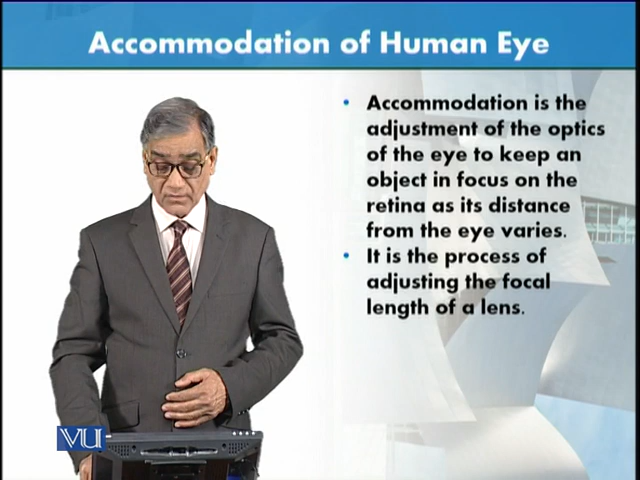 Accommodation of Human Eye
• Accommodation is the
adjustment of the optics
of the eye to keep an
object in focus on the
retina as its distance
from the eye varies.
• It is the process of
adjusting the focal
length of a lens.
VU